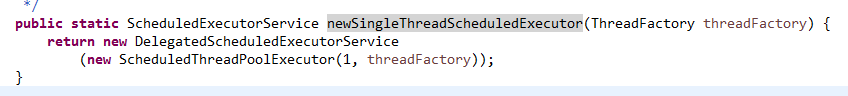 */
public static ScheduledExecutorService newSingleThreadScheduledExecutor(ThreadFactory threadFactory) {
return new DelegatedScheduledExecutorService
(new ScheduledThreadPoolExecutor(1, threadFactory));
}